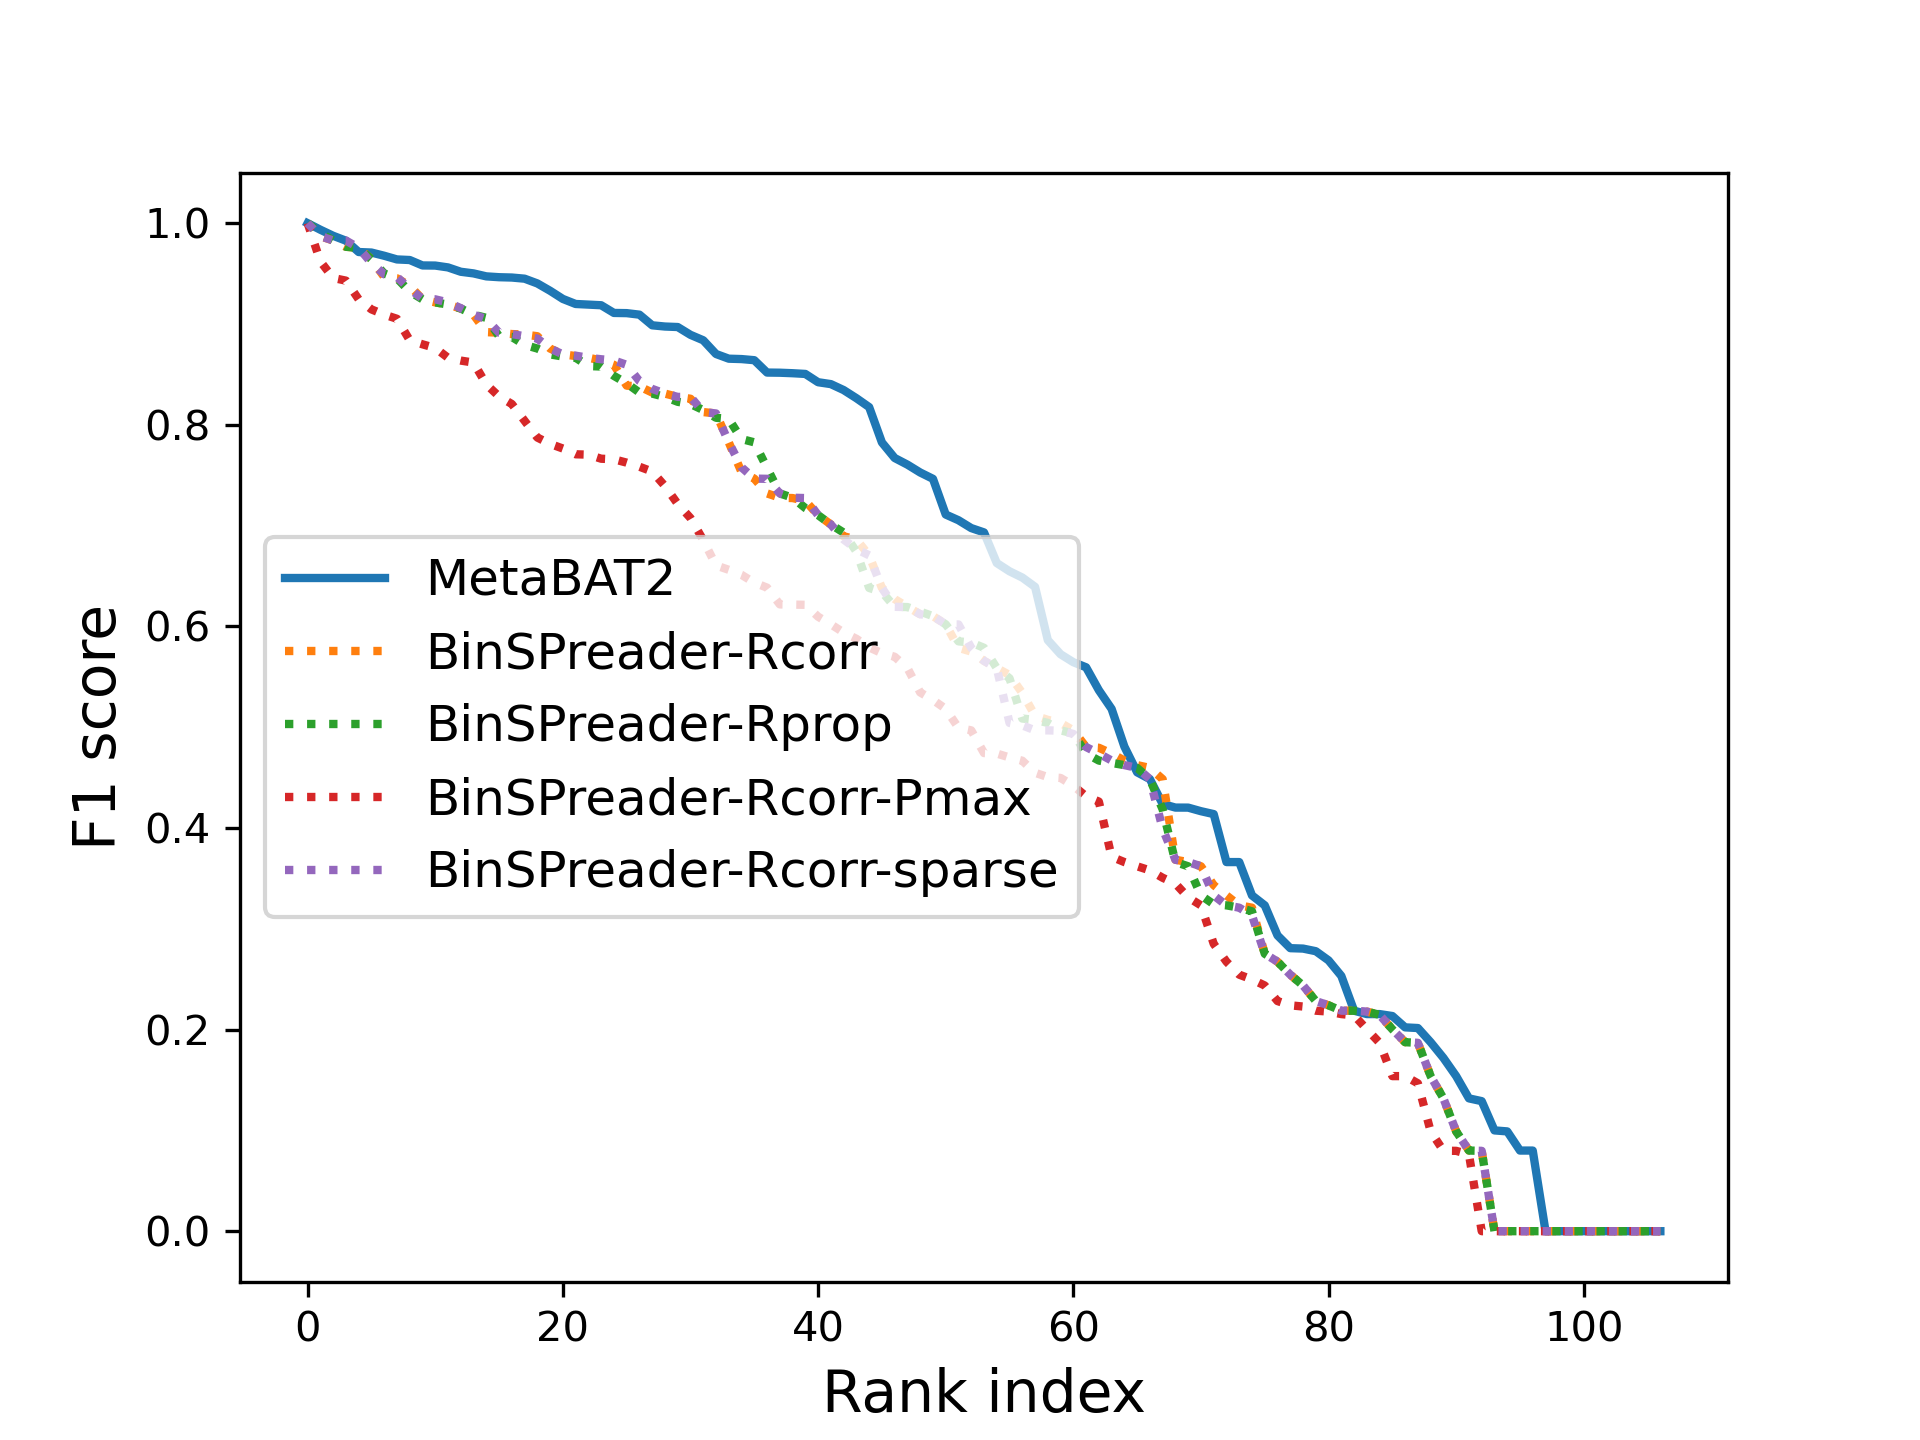 1.0
0.8
0.6
0.4
0.2
0.0
F1 score
MetaBAT2
BinSPreader-Rcorr
BinSPreader-Rprop
BinSPreader-Rcorr-Pmax
BinSPreader-Rcorr-sparse
0 20 40 60 80 100
Rank index